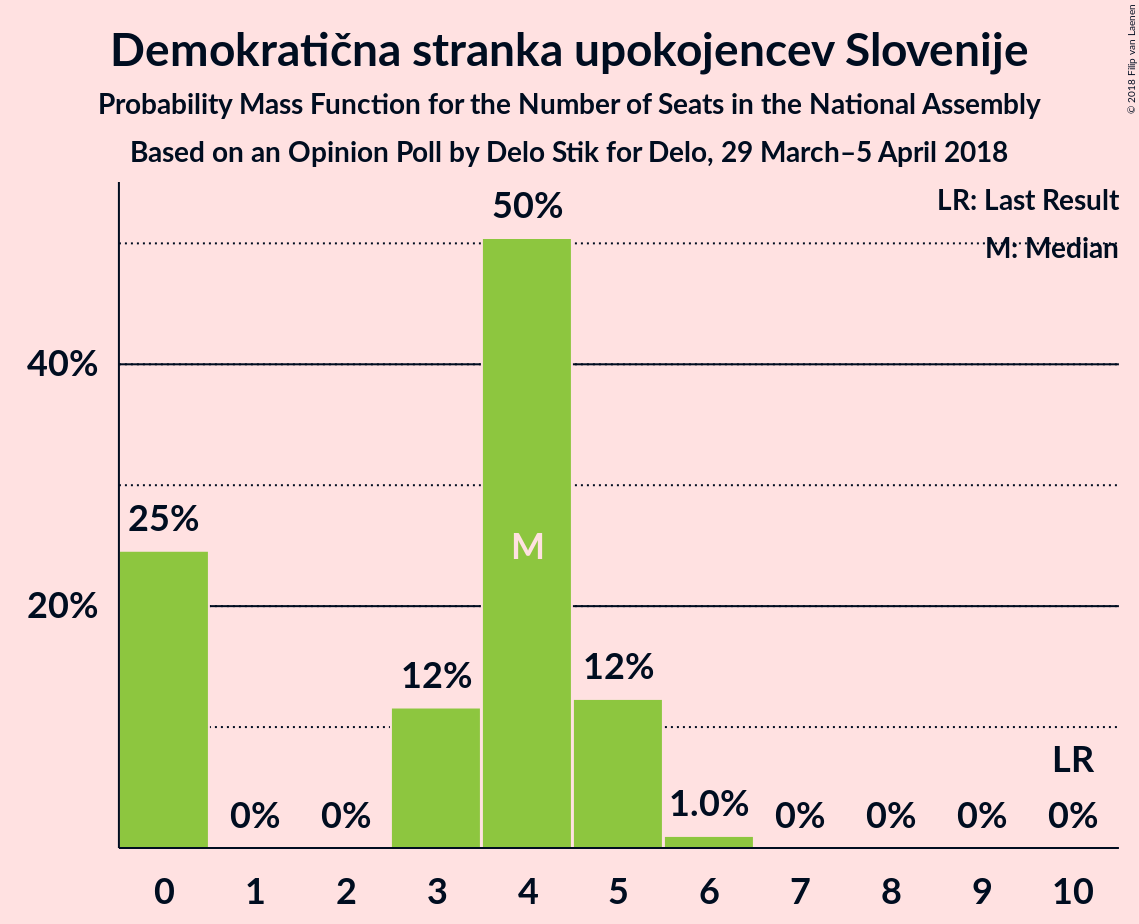 Demokratična stranka upokojencev Slovenije
Probability Mass Function for the Number of Seats in the National Assembly
Based on an Opinion Poll by Delo Stik for Delo, 29 March–5 April 2018
© 2018 Filip van Laenen
LR: Last Result
M: Median
50%
40%
25%
M
20%
12%
12%
LR
0%
0%
1.0%
0%
0%
0%
0%
0 1 2 3 4 5 6 7 8 9 10